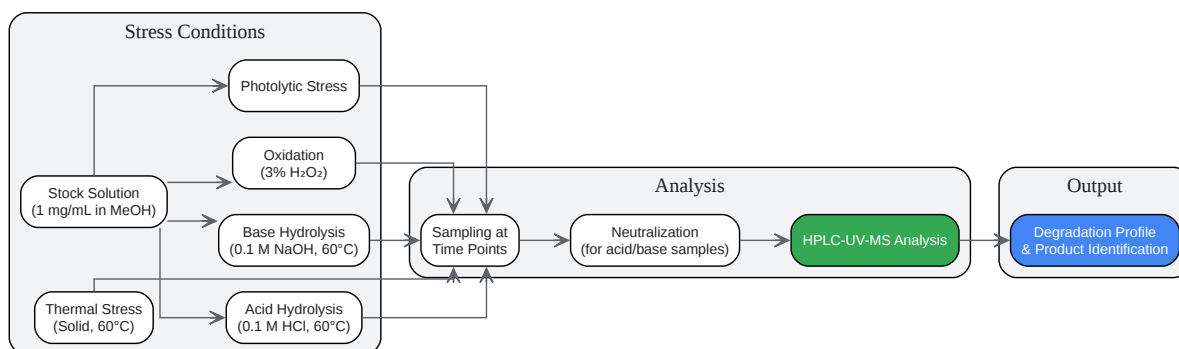 Stress Conditions
Photolytic Stress
Oxidation
(3% H₂O₂)
Stock Solution
(1 mg/mL in MeOH)
Base Hydrolysis
(0.1 M NaOH, 60°C)
Thermal Stress
(Solid, 60°C)
Acid Hydrolysis
(0.1 M HCl, 60°C)
Analysis
Sampling at
Time Points
Neutralization
(for acid/base samples)
HPLC-UV-MS Analysis
Output
Degradation Profile
& Product Identification